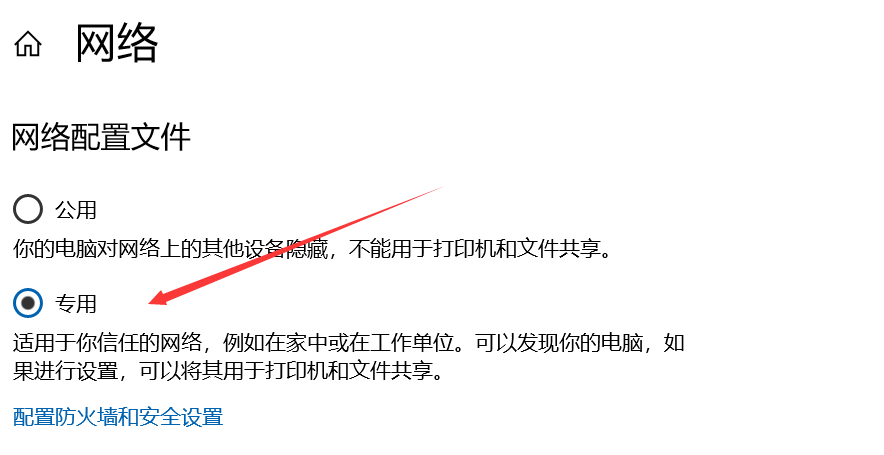 网络
网络配置文件
公用
你的电脑对网络上的其他设备隐藏，不能用于打印机和文件共享。
专用
适用于你信任的网络，例如在家中或在工作单位。可以发现你的电脑，如
果进行设置，可以将其用于打印机和文件共享。
配置防火墙和安全设置